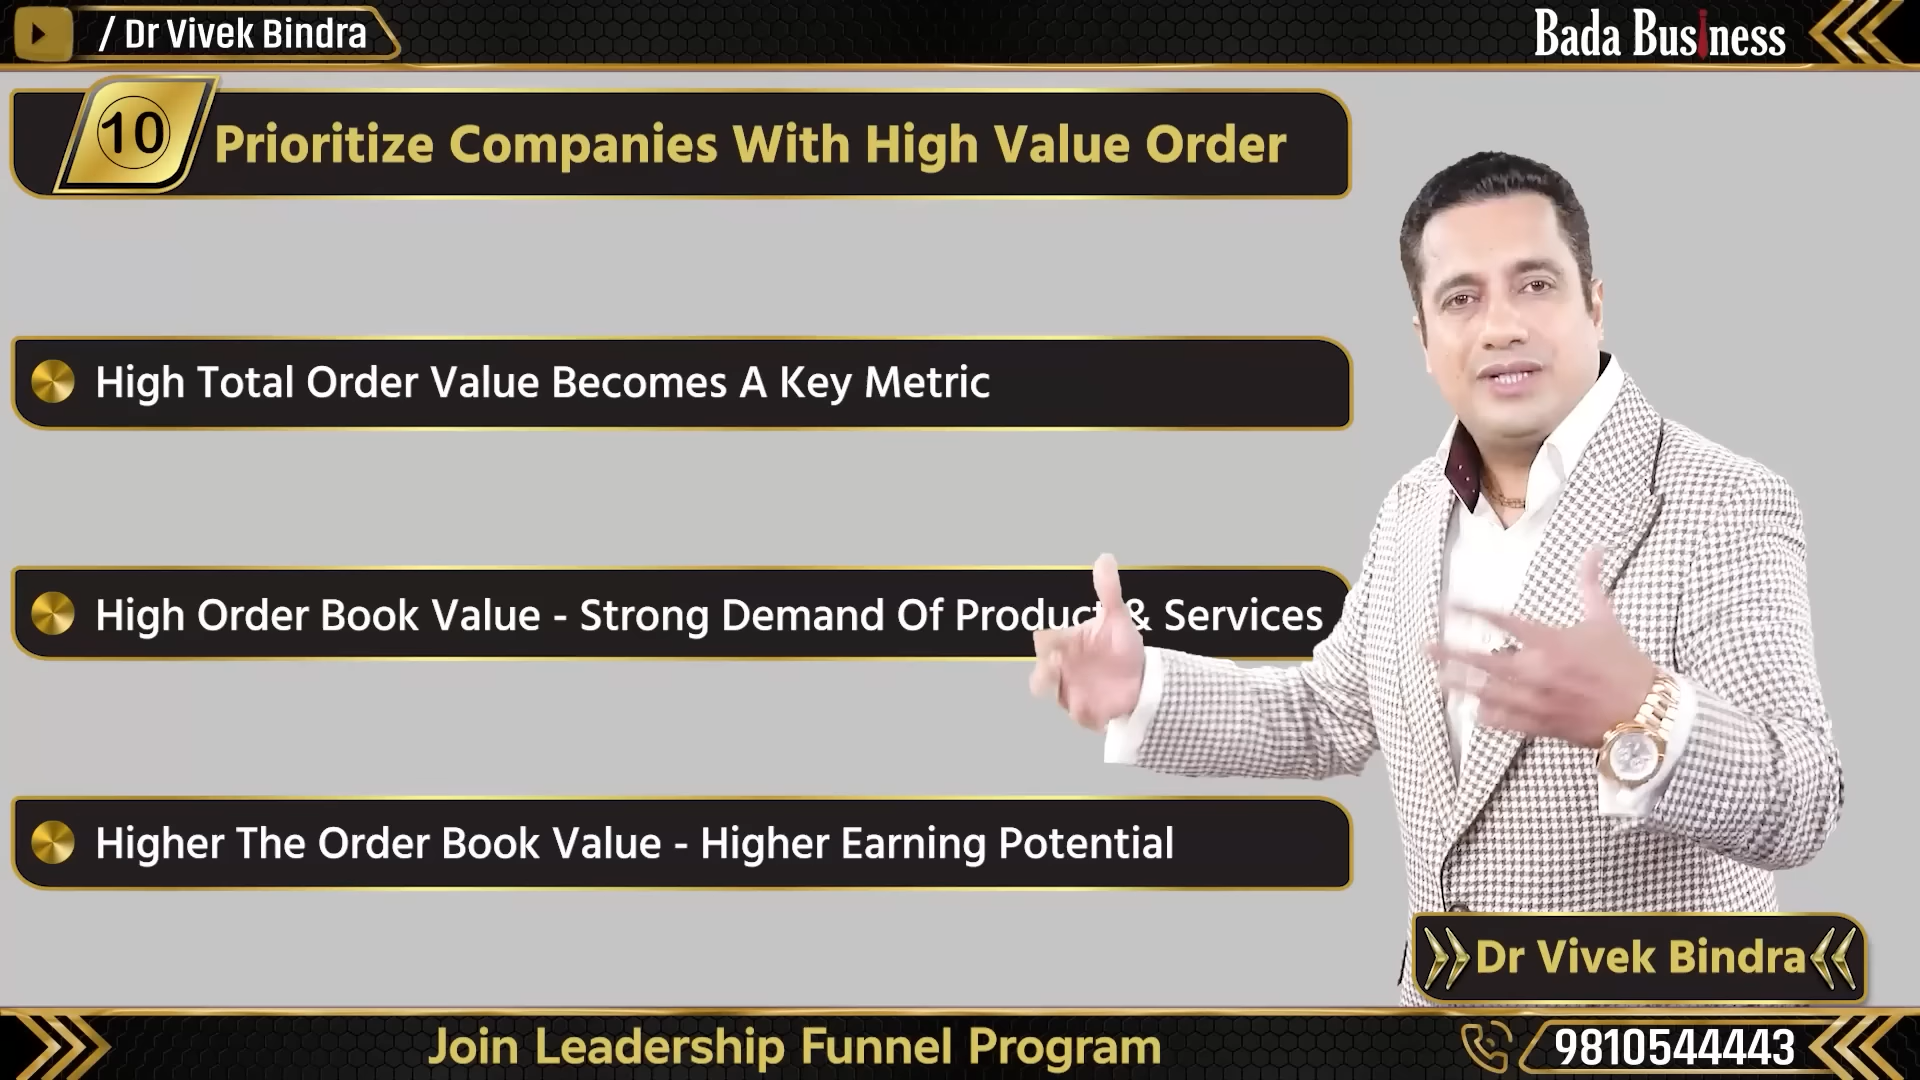 / Dr Vivek Bindra
Bada Business
10
Prioritize Companies With High Value Order
High Total Order Value Becomes A Key Metric
High Order Book Value - Strong Demand Of Product & Services
Higher The Order Book Value - Higher Earning Potential
Dr Vivek Bindra
Join Leadership Funnel Program
9810544443